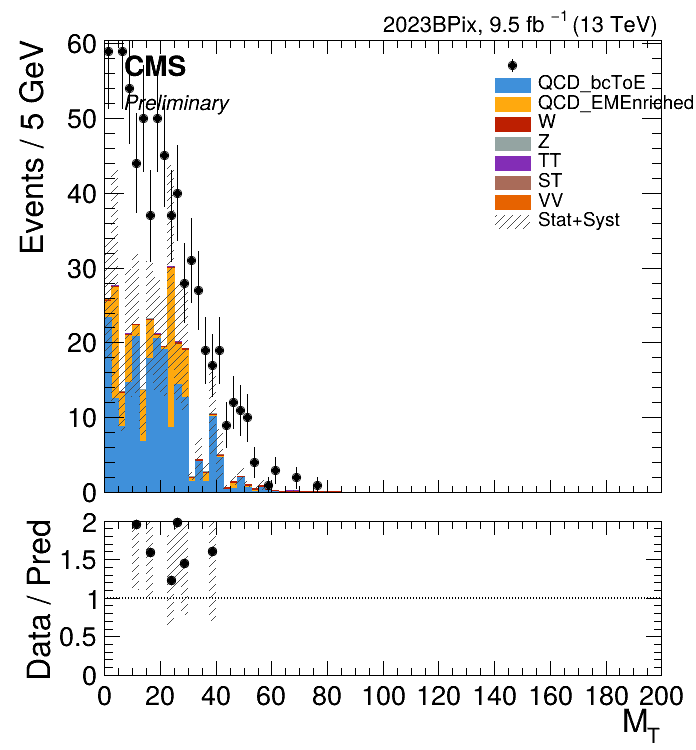 2023BPix, 9.5 fb⁻¹ (13 TeV)
Events / 5 GeV
60
50
40
30
20
10
0
CMS
Preliminary
QCD_bcToE
QCD_EMEnriehed
W
Z
TT
ST
VV
Stat+Syst
Data / Pred
2
1.5
1
0.5
0
0 20 40 60 80 100 120 140 160 180 200
M_T